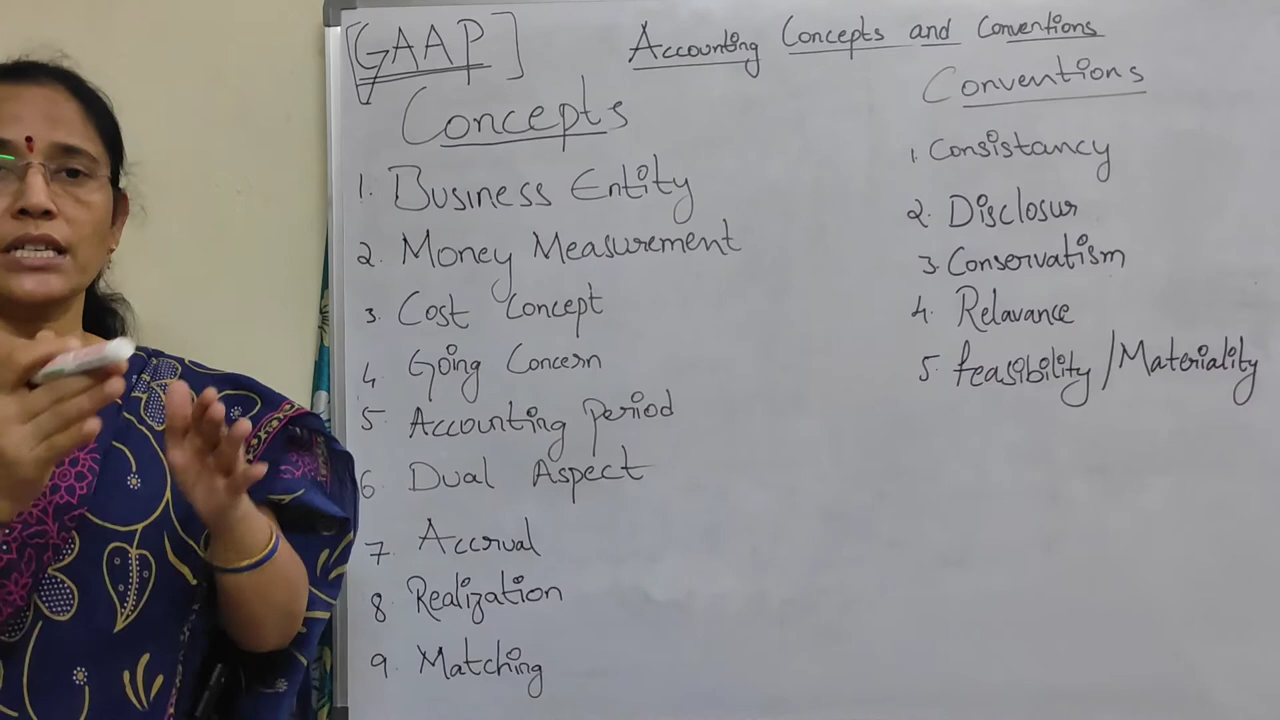 [GAAP]
Accounting Concepts and Conventions
Concepts
1. Business Entity
2. Money Measurement
3. Cost Concept
4 Going Concern
5 Accounting Period
6 Dual Aspect
7. Accrual
8. Realization
9. Matching
Conventions
1. Consistancy
2. Disclosur
3. Conservatism
4. Relavance
5. feasibility / Materiality